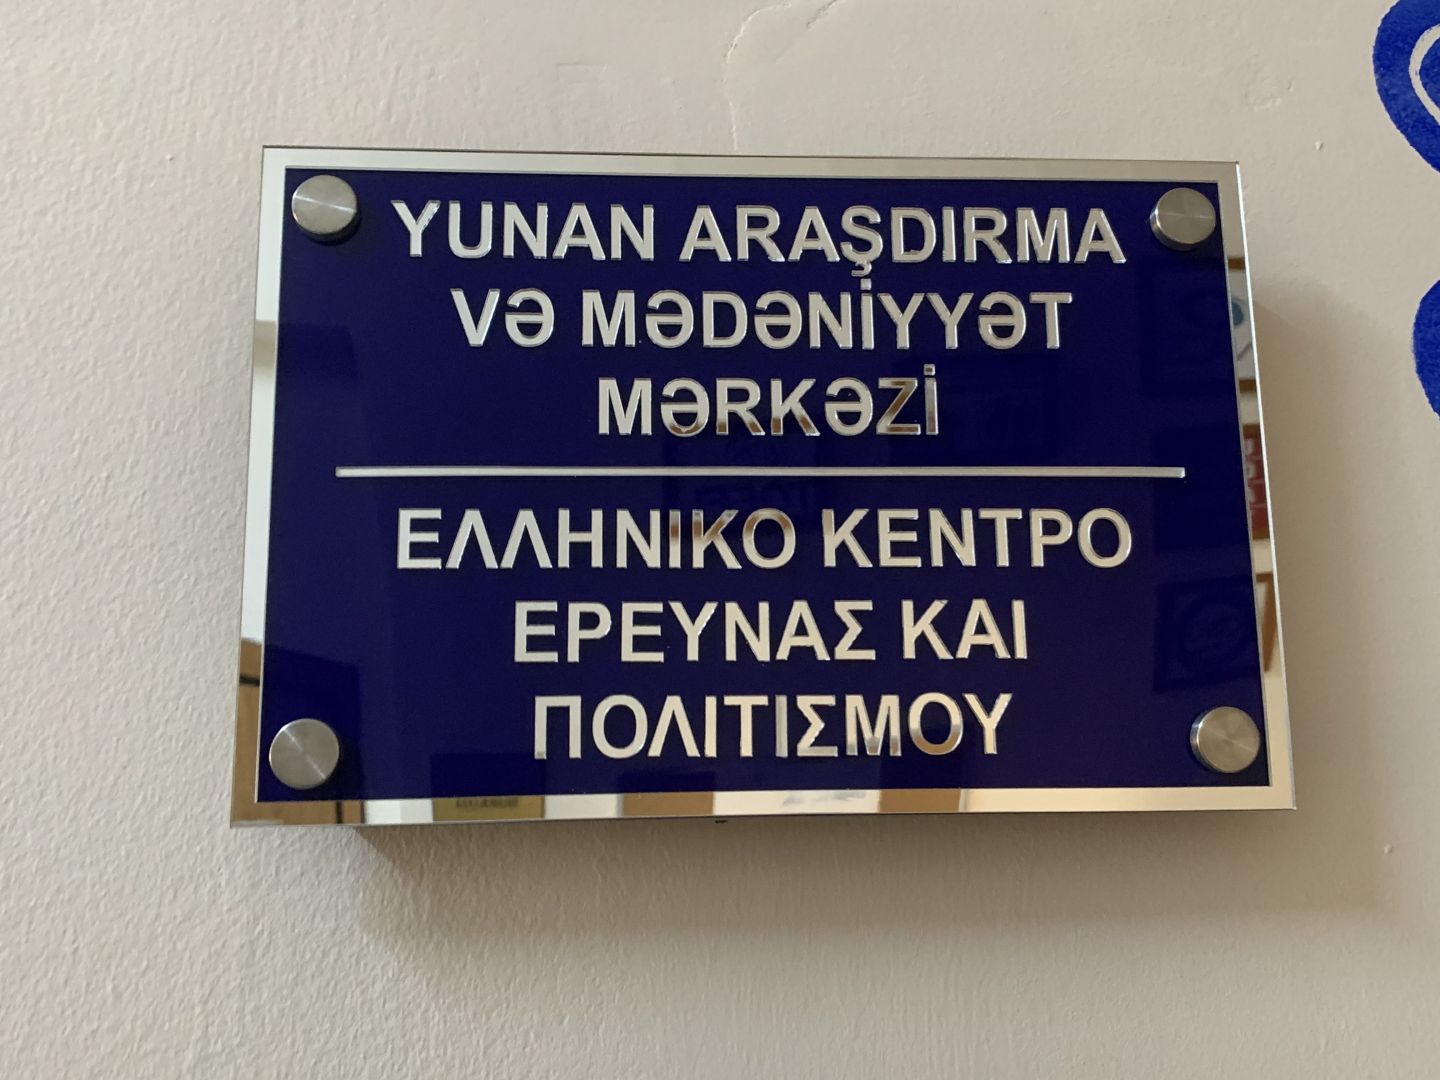 YUNAN ARAŞDIRMA
VƏ MƏDƏNİYYƏT
MƏRKƏZİ
ΕΛΛΗΝΙΚΟ ΚΕΝΤΡΟ
ΕΡΕΥΝΑΣ ΚΑΙ
ΠΟΛΙΤΙΣΜΟΥ